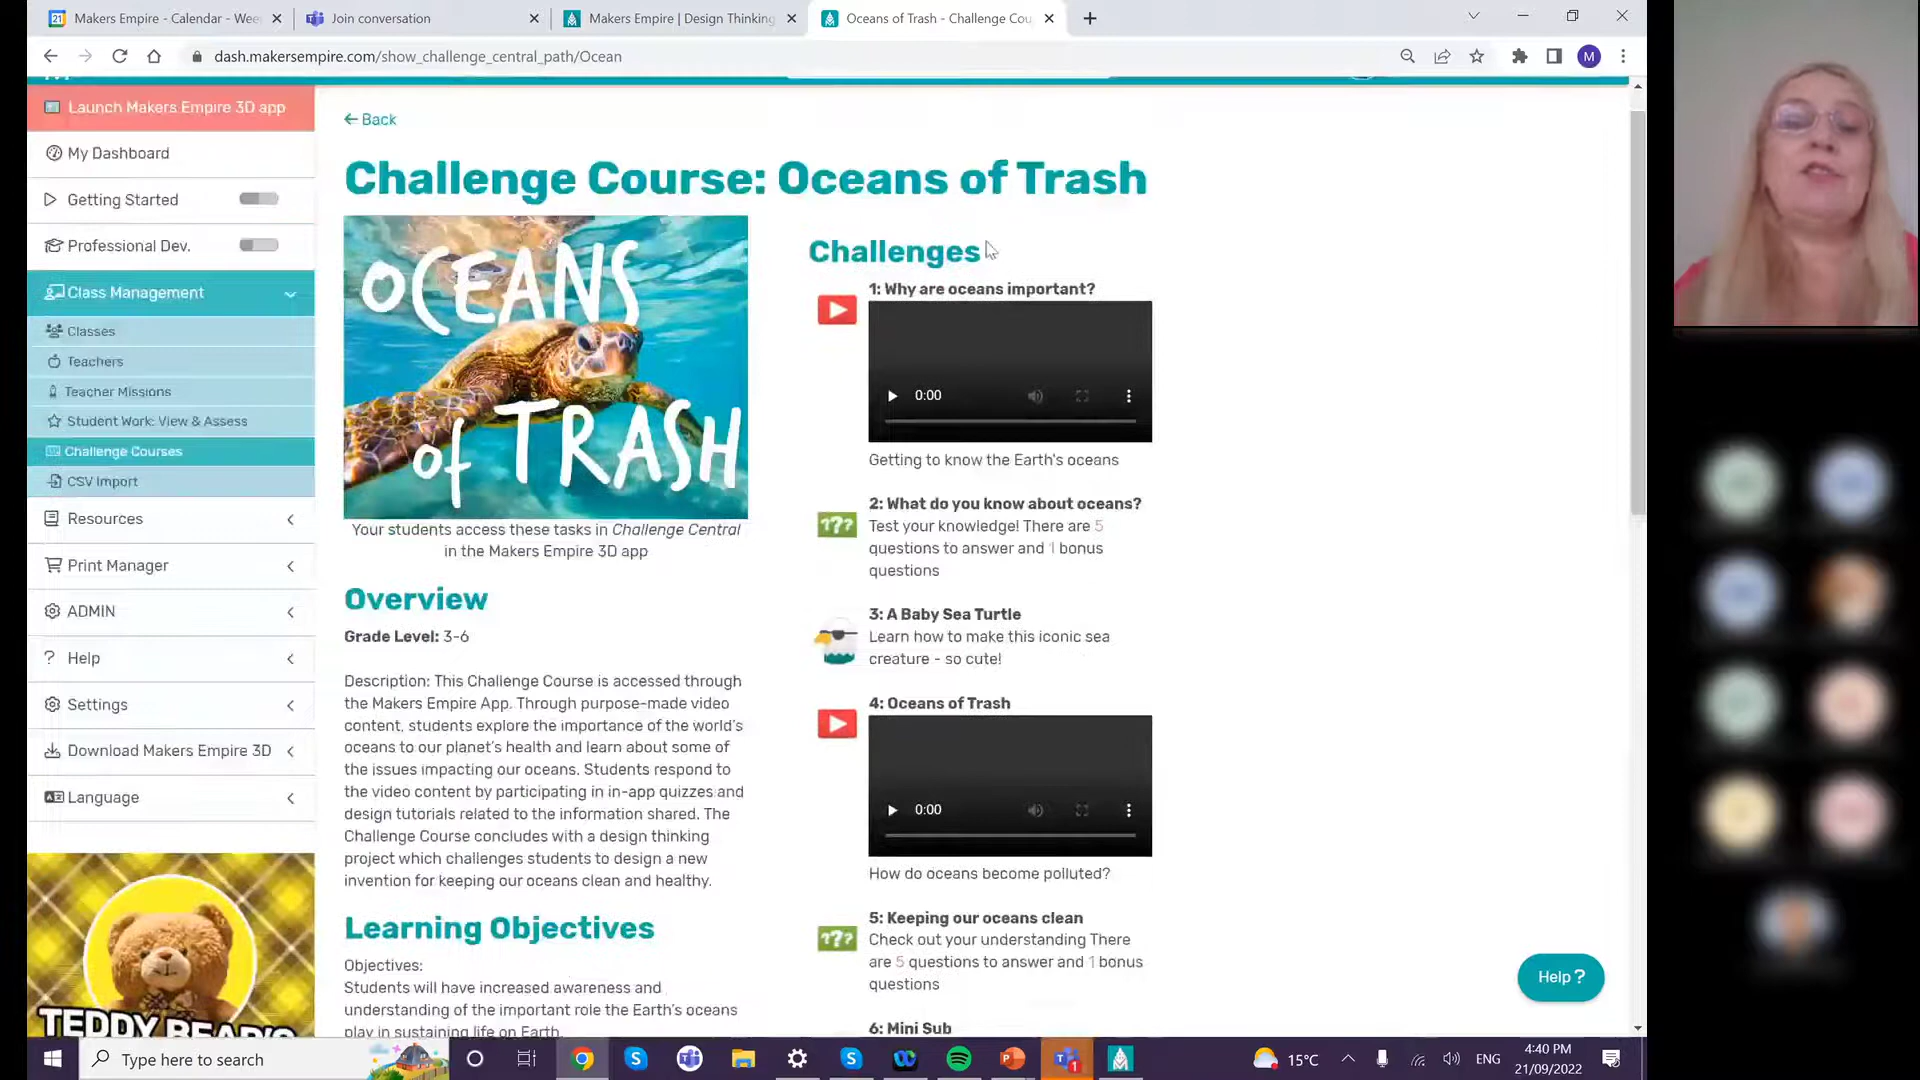 Makers Empire - Calendar - Wee
Join conversation
Makers Empire | Design Thinking
Oceans of Trash - Challenge Cou
dash.makersempire.com/show_challenge_central_path/Ocean
M
Launch Makers Empire 3D app
My Dashboard
Getting Started
Professional Dev.
Class Management
Classes
Teachers
Teacher Missions
Student Work: View & Assess
Challenge Courses
CSV Import
Resources
Print Manager
ADMIN
Help
Settings
Download Makers Empire 3D
Language
TEDDY BEAR'S
Back
Challenge Course: Oceans of Trash
OCEANS
of TRASH
Your students access these tasks in Challenge Central
in the Makers Empire 3D app
Overview
Grade Level: 3-6
Description: This Challenge Course is accessed through
the Makers Empire App. Through purpose-made video
content, students explore the importance of the world's
oceans to our planet's health and learn about some of
the issues impacting our oceans. Students respond to
the video content by participating in in-app quizzes and
design tutorials related to the information shared. The
Challenge Course concludes with a design thinking
project which challenges students to design a new
invention for keeping our oceans clean and healthy.
Learning Objectives
Objectives:
Students will have increased awareness and
understanding of the important role the Earth's oceans
play in sustaining life on Earth.
Challenges
1: Why are oceans important?
0:00
Getting to know the Earth's oceans
???
2: What do you know about oceans?
Test your knowledge! There are 5
questions to answer and 1 bonus
questions
3: A Baby Sea Turtle
Learn how to make this iconic sea
creature - so cute!
4: Oceans of Trash
0:00
How do oceans become polluted?
???
5: Keeping our oceans clean
Check out your understanding There
are 5 questions to answer and 1 bonus
questions
6: Mini Sub
Help ?
Type here to search
15°C
ENG
4:40 PM
21/09/2022